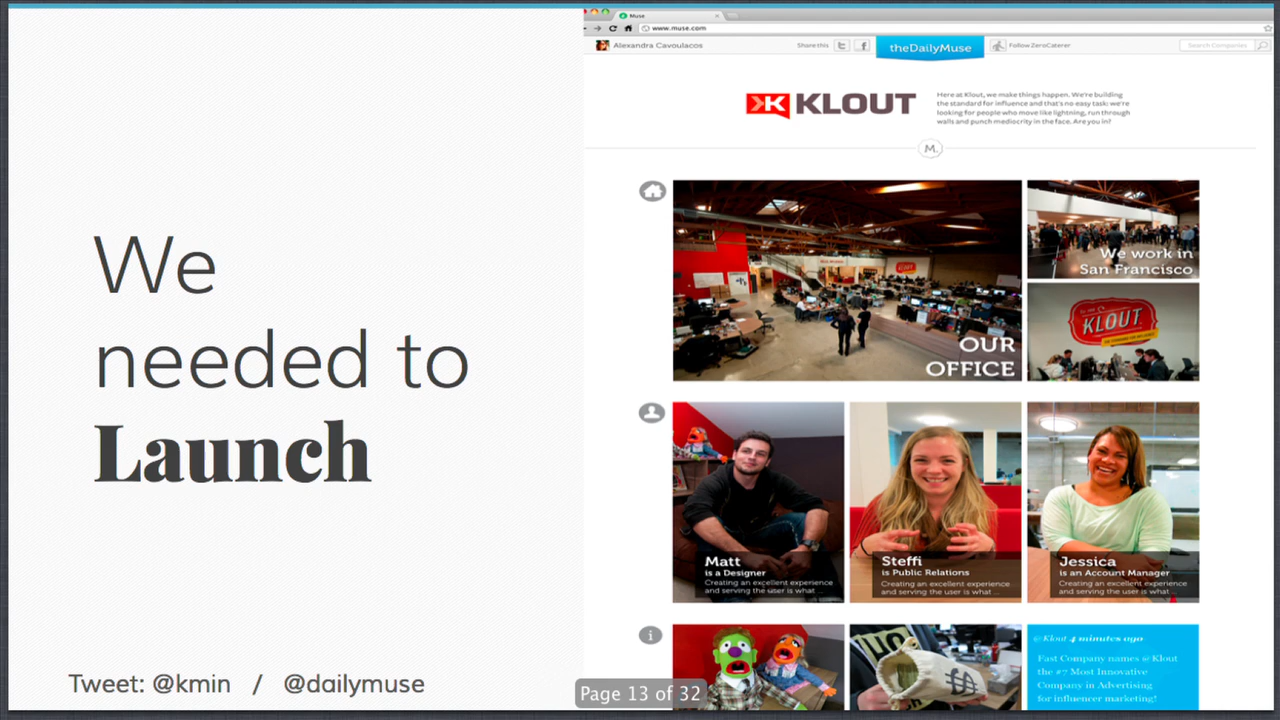 We
needed to
Launch
Tweet: @kmin / @dailymuse
Muse
www.muse.com
Alexandra Cavoulacos
Share this
theDailyMuse
Follow ZeroCaterer
Search Companies
KLOUT
Here at Klout, we make things happen. We're building
the standard for influence and that's no easy task: we're
looking for people who move like lightning, run through
walls and punch mediocrity in the face. Are you in?
M.
OUR
OFFICE
We work in
San Francisco
KLOUT
Matt
is a Designer
Creating an excellent experience
and serving the user is what ...
Steffi
is Public Relations
Creating an excellent experience
and serving the user is what ...
Jessica
is an Account Manager
Creating an excellent experience
and serving the user is what ...
@Klout 4 minutes ago
Fast Company names @Klout
the #7 Most Innovative
Company in Advertising
for influencer marketing!
Page 13 of 32